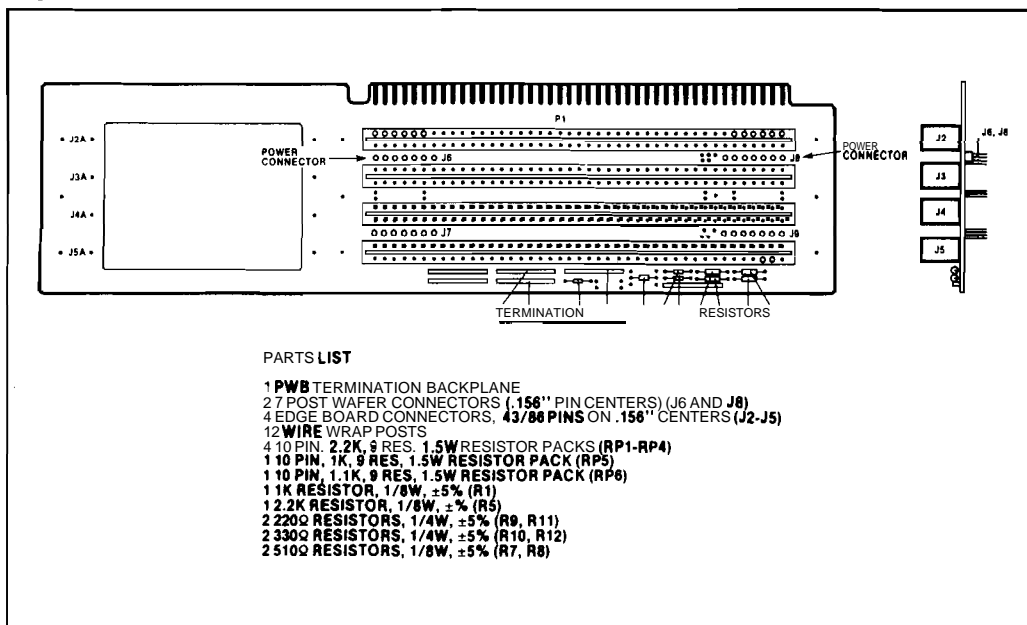 P1
J2A
J3A
J4A
J5A
POWER
CONNECTOR
J6
J8
POWER
CONNECTOR
J7
J9
J2
J3
J4
J5
J6, J8
TERMINATION
RESISTORS
PARTS LIST
1 PWB TERMINATION BACKPLANE
2 7 POST WAFER CONNECTORS (.156" PIN CENTERS) (J6 AND J8)
4 EDGE BOARD CONNECTORS, 43/86 PINS ON .156" CENTERS (J2-J5)
12 WIRE WRAP POSTS
4 10 PIN. 2.2K, 9 RES. 1.5W RESISTOR PACKS (RP1-RP4)
1 10 PIN, 1K, 9 RES, 1.5W RESISTOR PACK (RP5)
1 10 PIN, 1.1K, 9 RES, 1.5W RESISTOR PACK (RP6)
1 1K RESISTOR, 1/8W, ±5% (R1)
1 2.2K RESISTOR, 1/8W, ±% (R5)
2 220Ω RESISTORS, 1/4W, ±5% (R9, R11)
2 330Ω RESISTORS, 1/4W, ±5% (R10, R12)
2 510Ω RESISTORS, 1/8W, ±5% (R7, R8)